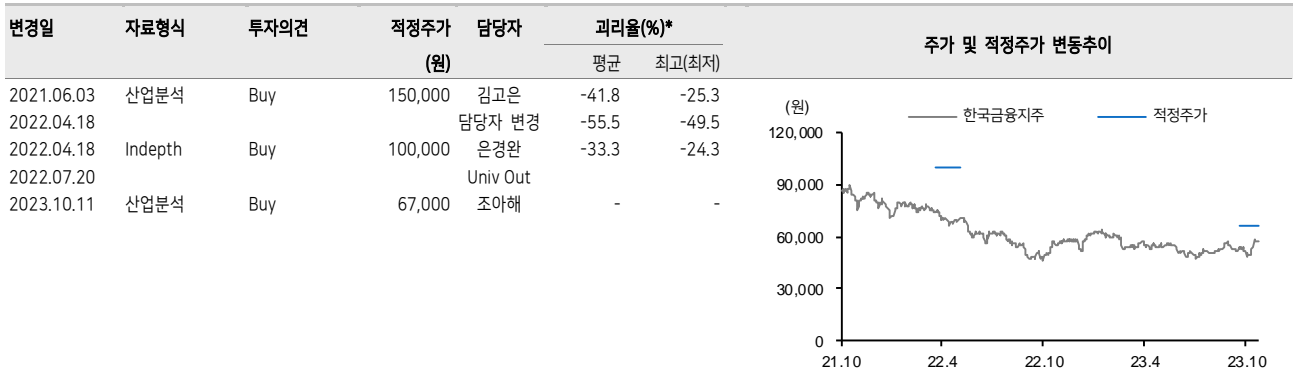 변경일 자료형식 투자의견 적정주가 담당자 괴리율(%)* 주가 및 적정주가 변동추이
(원) 평균 최고(최저)
2021.06.03 산업분석 Buy 150,000 김고은 -41.8 -25.3
2022.04.18 담당자 변경 -55.5 -49.5
2022.04.18 Indepth Buy 100,000 은경완 -33.3 -24.3
2022.07.20 Univ Out
2023.10.11 산업분석 Buy 67,000 조아해 - -
(원) 한국금융지주 적정주가
120,000
90,000
60,000
30,000
0
21.10 22.4 22.10 23.4 23.10